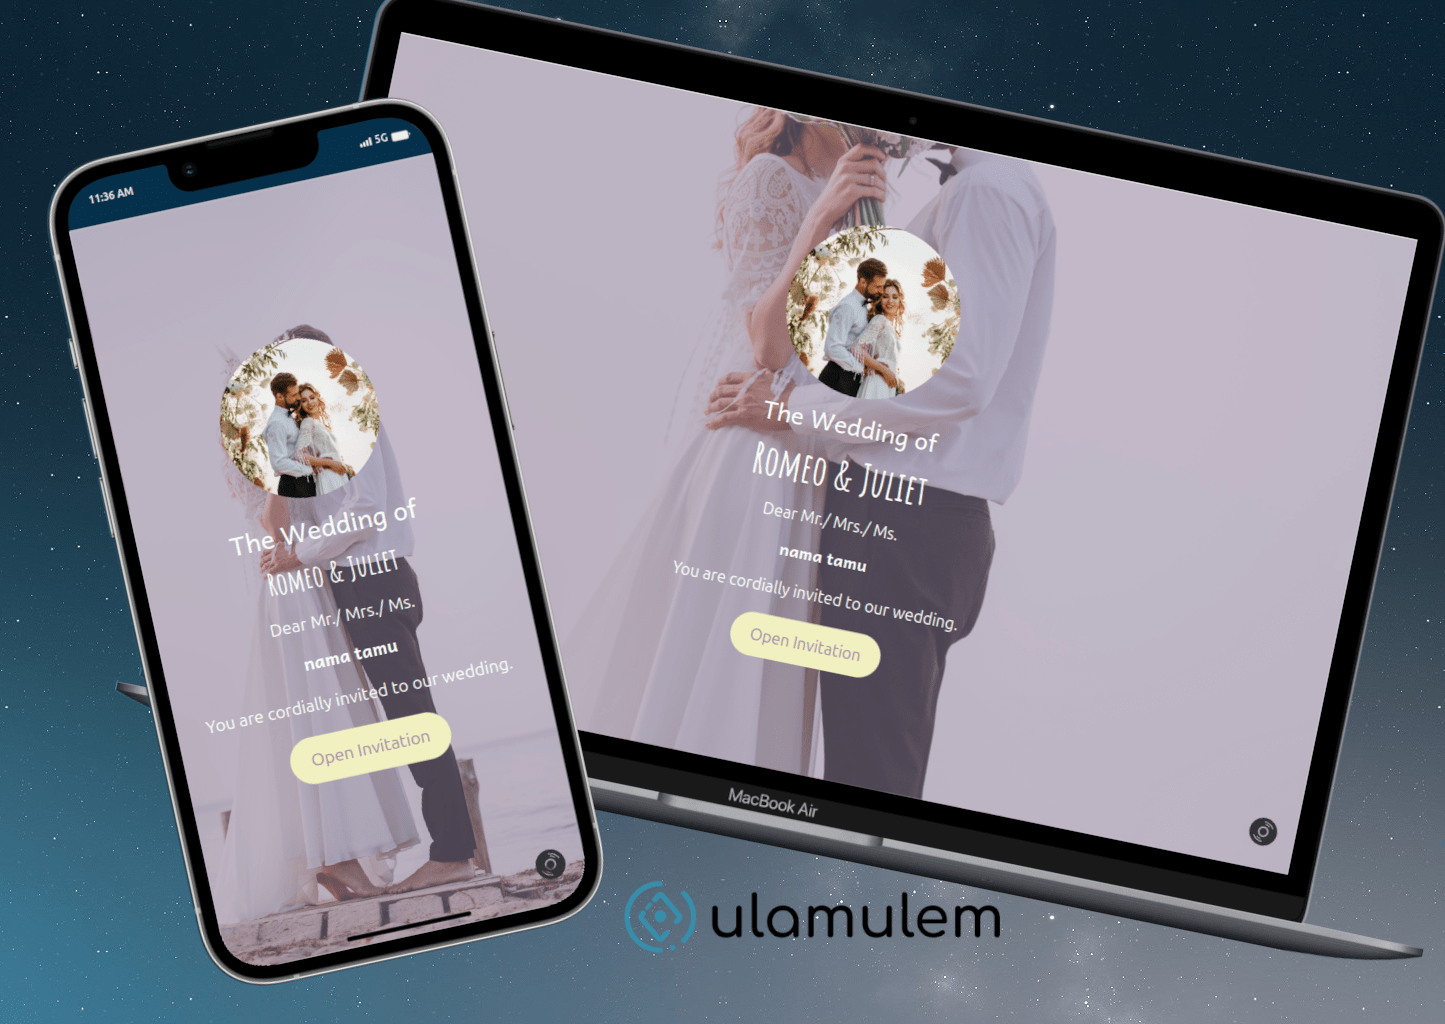 11:36 AM
5G
The Wedding of
Romeo & Juliet
Dear Mr./ Mrs./ Ms.
nama tamu
You are cordially invited to our wedding.
Open Invitation
The Wedding of
Romeo & Juliet
Dear Mr./ Mrs./ Ms.
nama tamu
You are cordially invited to our wedding.
Open Invitation
MacBook Air
ulamulem